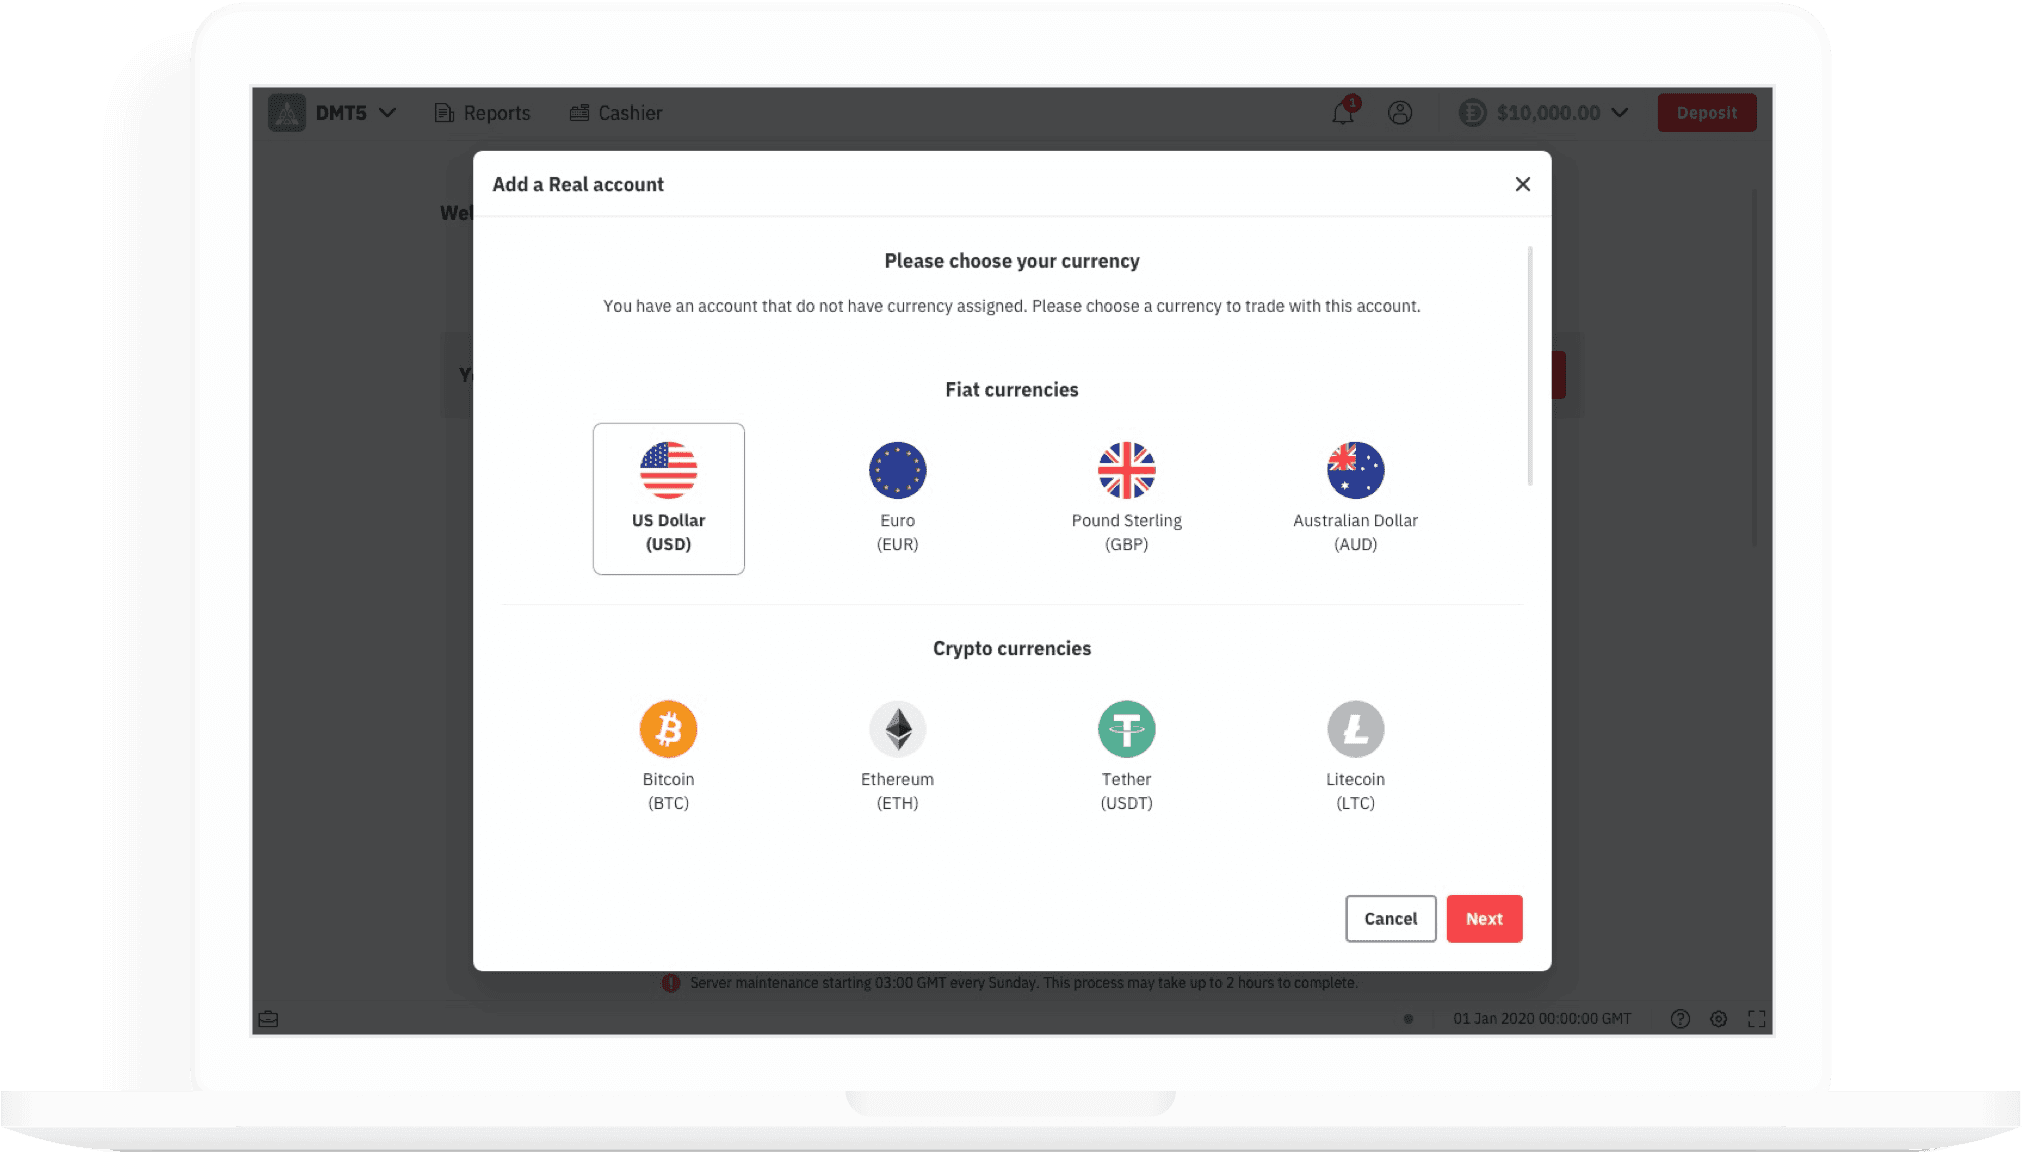 DMT5
Reports
Cashier
1
$10,000.00
Deposit
Add a Real account
Please choose your currency
You have an account that do not have currency assigned. Please choose a currency to trade with this account.
Fiat currencies
US Dollar
(USD)
Euro
(EUR)
Pound Sterling
(GBP)
Australian Dollar
(AUD)
Crypto currencies
Bitcoin
(BTC)
Ethereum
(ETH)
Tether
(USDT)
Litecoin
(LTC)
Cancel
Next
Server maintenance starting 03:00 GMT every Sunday. This process may take up to 2 hours to complete.
01 Jan 2020 00:00:00 GMT